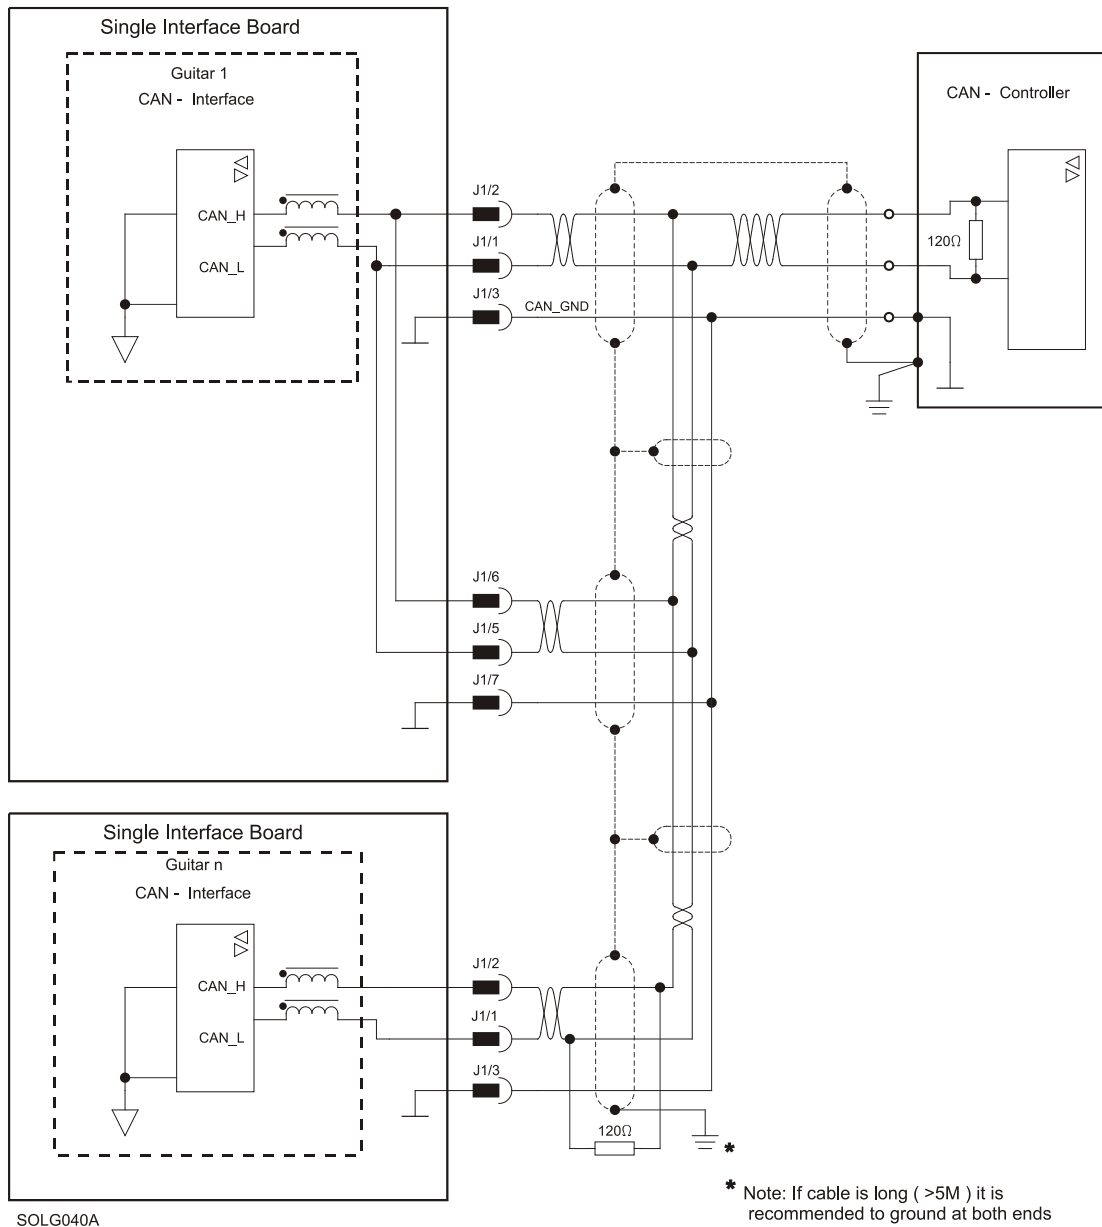 Single Interface Board
Guitar 1
CAN - Interface
CAN - Controller
J1/2
CAN_H
120Ω
J1/1
CAN_L
J1/3
CAN_GND
J1/6
J1/5
J1/7
Single Interface Board
Guitar n
CAN - Interface
J1/2
CAN_H
J1/1
CAN_L
J1/3
120Ω
*
* Note: If cable is long ( >5M ) it is
recommended to ground at both ends
SOLG040A